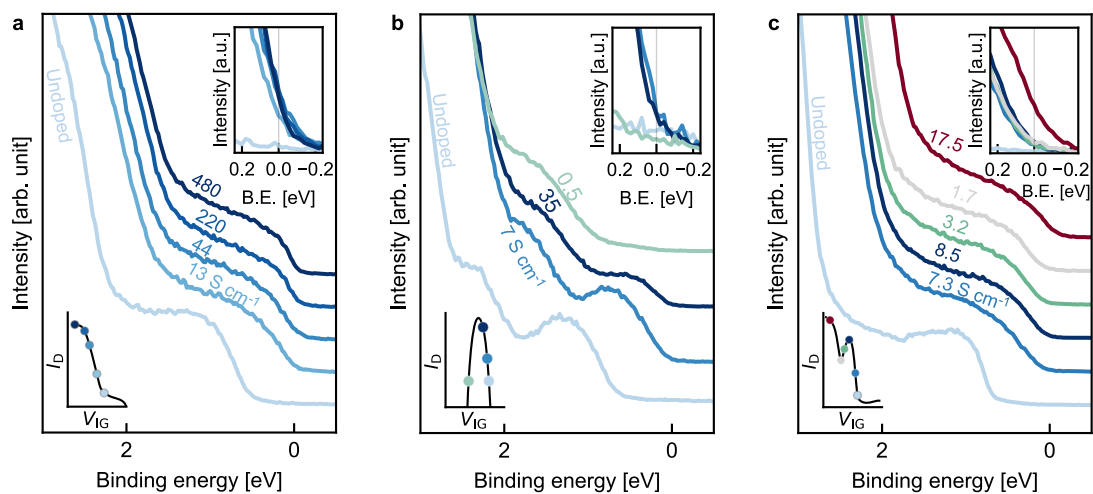 a
Intensity [arb. unit]
Undoped
480
220
44
13 S cm⁻¹
Intensity [a.u.]
0.2 0.0 −0.2
B.E. [eV]
I_D
V_IG
2 0
Binding energy [eV]
b
Intensity [arb. unit]
Undoped
0.5
35
7 S cm⁻¹
Intensity [a.u.]
0.2 0.0 −0.2
B.E. [eV]
I_D
V_IG
2 0
Binding energy [eV]
c
Intensity [arb. unit]
Undoped
17.5
1.7
3.2
8.5
7.3 S cm⁻¹
Intensity [a.u.]
0.2 0.0 −0.2
B.E. [eV]
I_D
V_IG
2 0
Binding energy [eV]